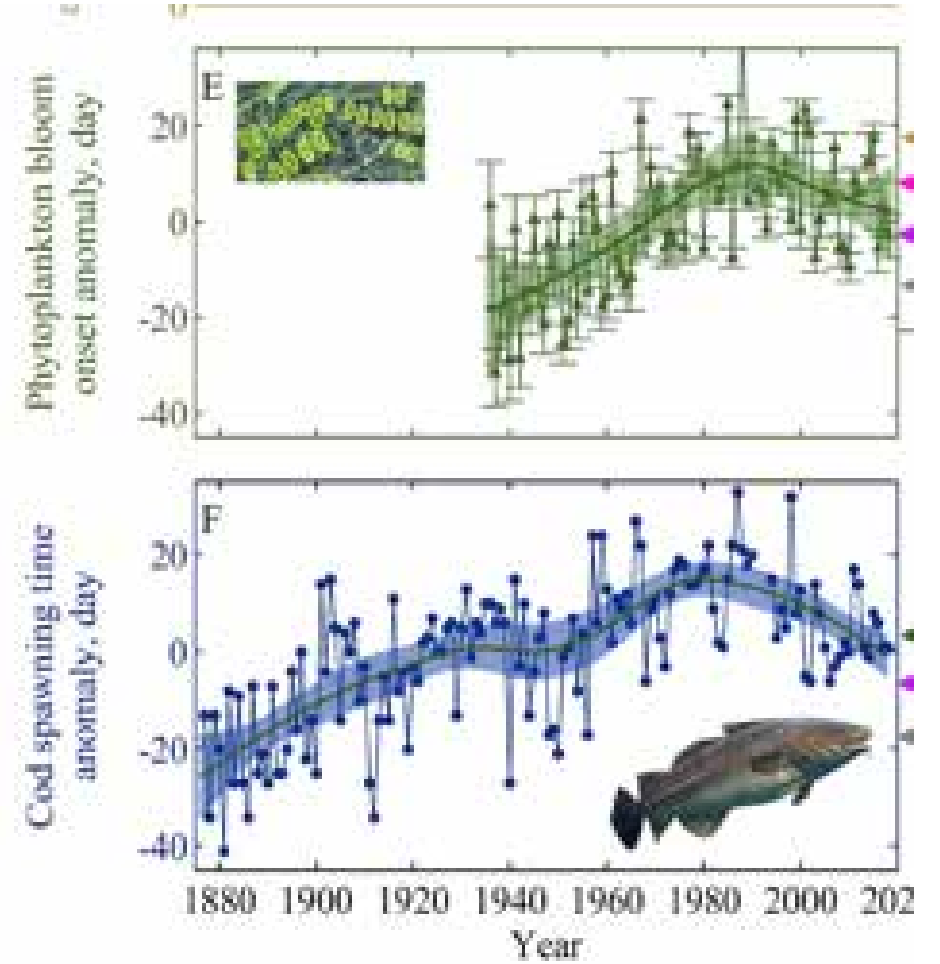 E
Phytoplankton bloom
onset anomaly, day
20
0
-20
-40
F
Cod spawning time
anomaly, day
20
0
-20
-40
1880 1900 1920 1940 1960 1980 2000 202
Year